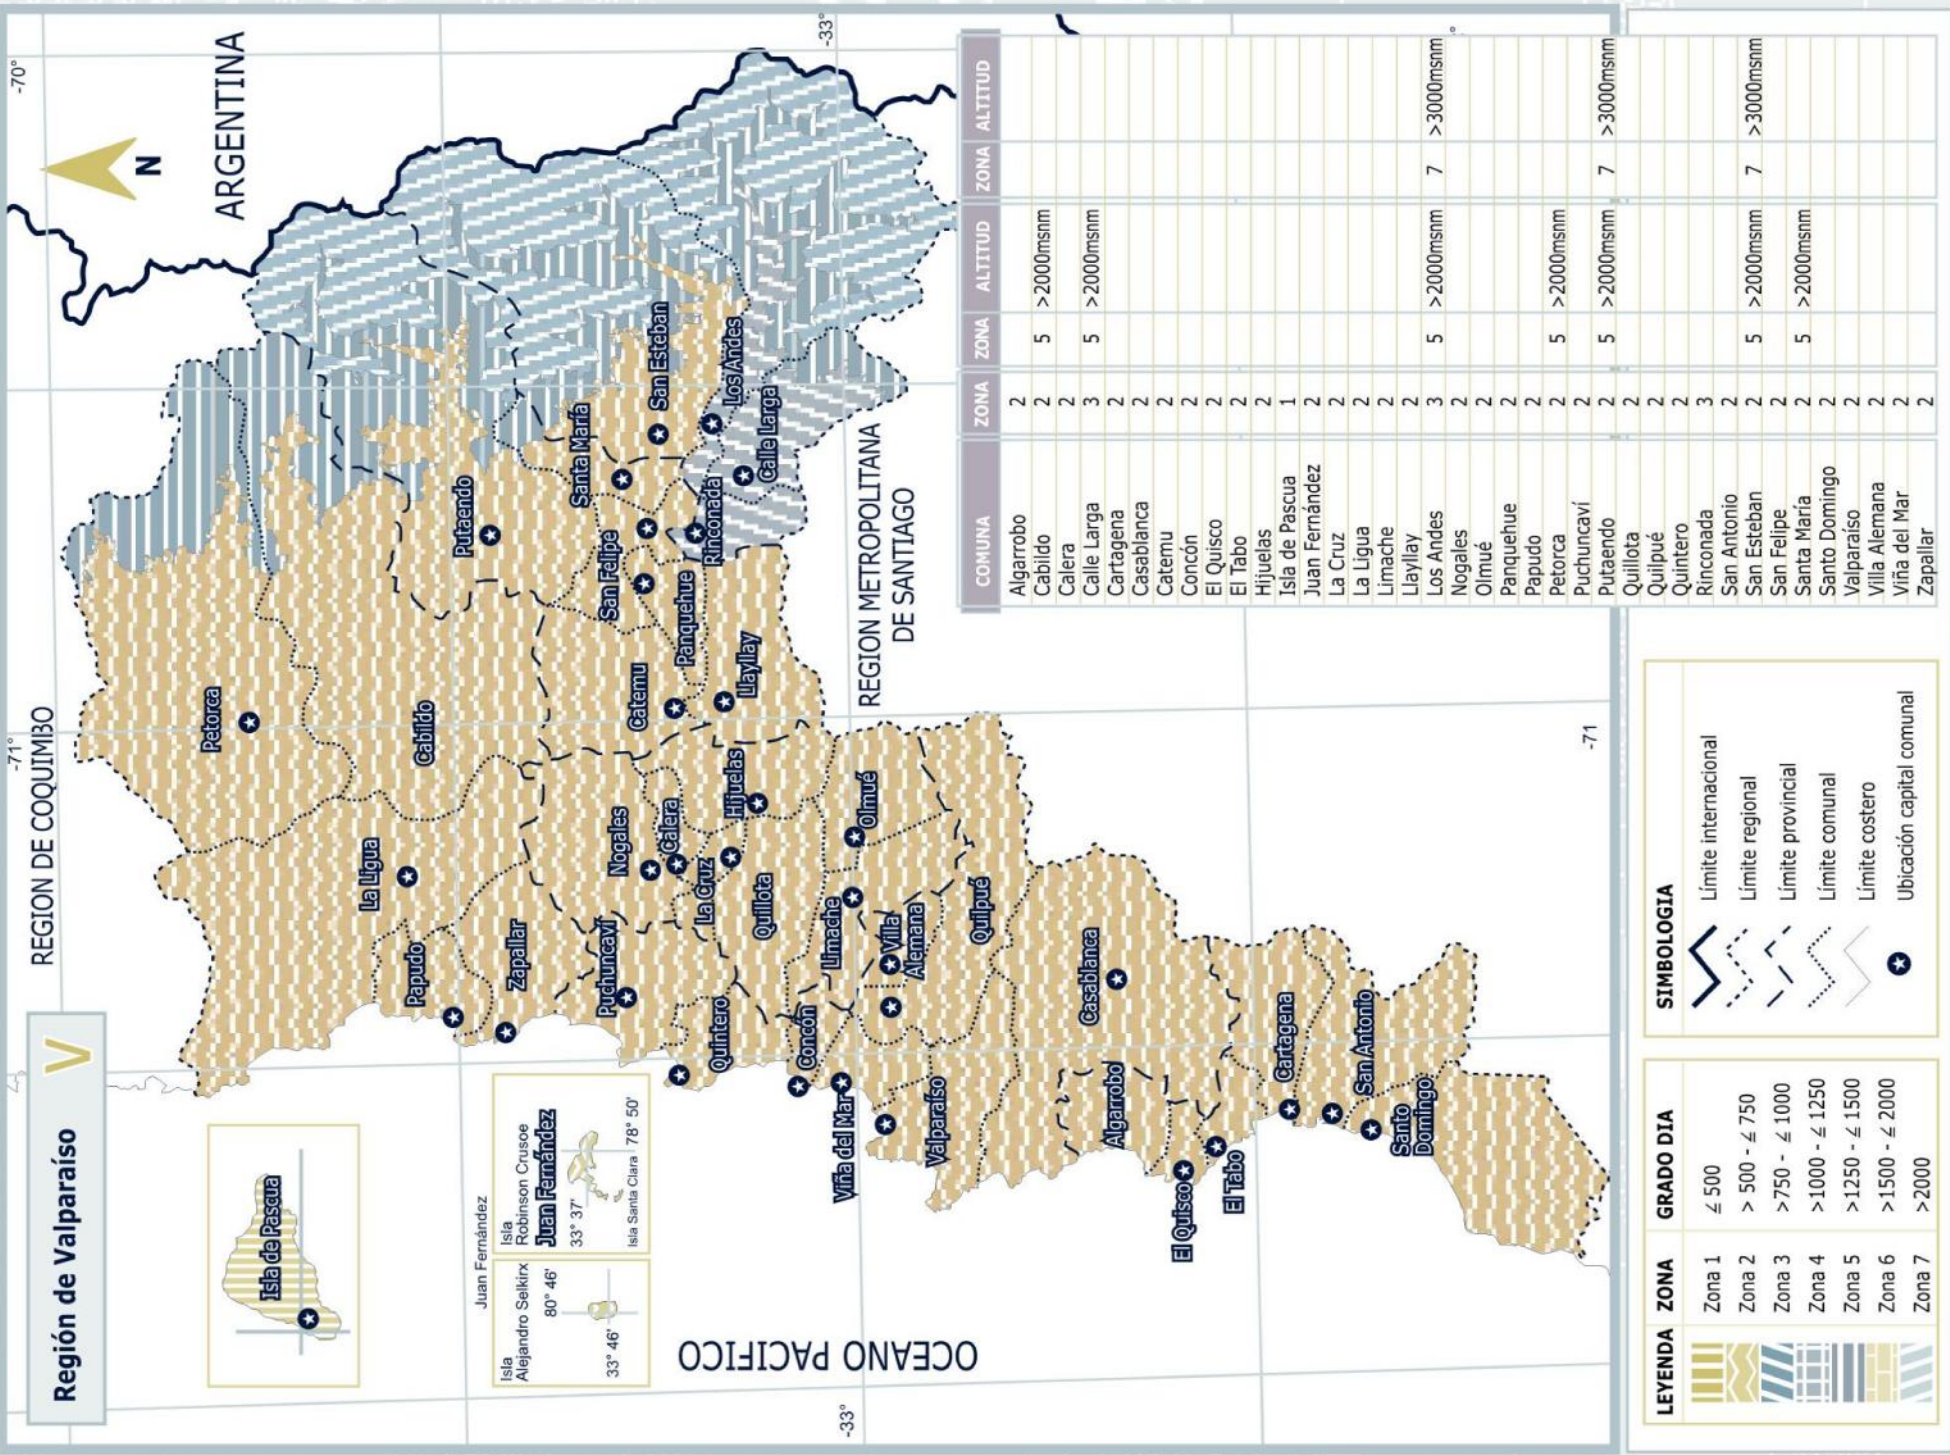 Región de Valparaíso
V
-71°
-70°
REGION DE COQUIMBO
ARGENTINA
N
Isla de Pascua
Juan Fernández
Isla
Alejandro Selkirx
80° 46'
33° 46'
Isla
Robinson Crusoe
Juan Fernández
33° 37'
Isla Santa Clara
78° 50'
OCEANO PACIFICO
Petorca
La Ligua
Cabildo
Papudo
Zapallar
Putaendo
Santa María
San Esteban
Puchuncaví
Nogales
Catemu
San Felipe
Calera
Panquehure
Rinconada
Los Andes
La Cruz
Hijuelas
Llayllay
Calle Larga
Quintero
Quillota
Concón
Limache
Olmué
Viña del Mar
Villa
Alemana
Valparaíso
Quilpué
Casablanca
Algarrobo
El Quisco
El Tabo
Cartagena
San Antonio
Santo
Domingo
REGION METROPOLITANA
DE SANTIAGO
-33°
-33°
-71
COMUNA ZONA ZONA ALTITUD ZONA ALTITUD
Algarrobo 2
Cabildo 2 5 >2000msnm
Calera 2
Calle Larga 3 5 >2000msnm
Cartagena 2
Casablanca 2
Catemu 2
Concón 2
El Quisco 2
El Tabo 2
Hijuelas 2
Isla de Pascua 1
Juan Fernández 2
La Cruz 2
La Ligua 2
Limache 2
Llayllay 2
Los Andes 3 5 >2000msnm 7 >3000msnm
Nogales 2
Olmué 2
Panquehue 2
Papudo 2
Petorca 2 5 >2000msnm
Puchuncaví 2
Putaendo 2 5 >2000msnm 7 >3000msnm
Quillota 2
Quilpué 2
Quintero 2
Rinconada 3
San Antonio 2
San Esteban 2 5 >2000msnm 7 >3000msnm
San Felipe 2
Santa María 2 5 >2000msnm
Santo Domingo 2
Valparaíso 2
Villa Alemana 2
Viña del Mar 2
Zapallar 2
LEYENDA ZONA GRADO DIA
Zona 1 ≤ 500
Zona 2 > 500 - ≤ 750
Zona 3 >750 - ≤ 1000
Zona 4 >1000 - ≤ 1250
Zona 5 >1250 - ≤ 1500
Zona 6 >1500 - ≤ 2000
Zona 7 >2000
SIMBOLOGIA
Límite internacional
Límite regional
Límite provincial
Límite comunal
Límite costero
Ubicación capital comunal